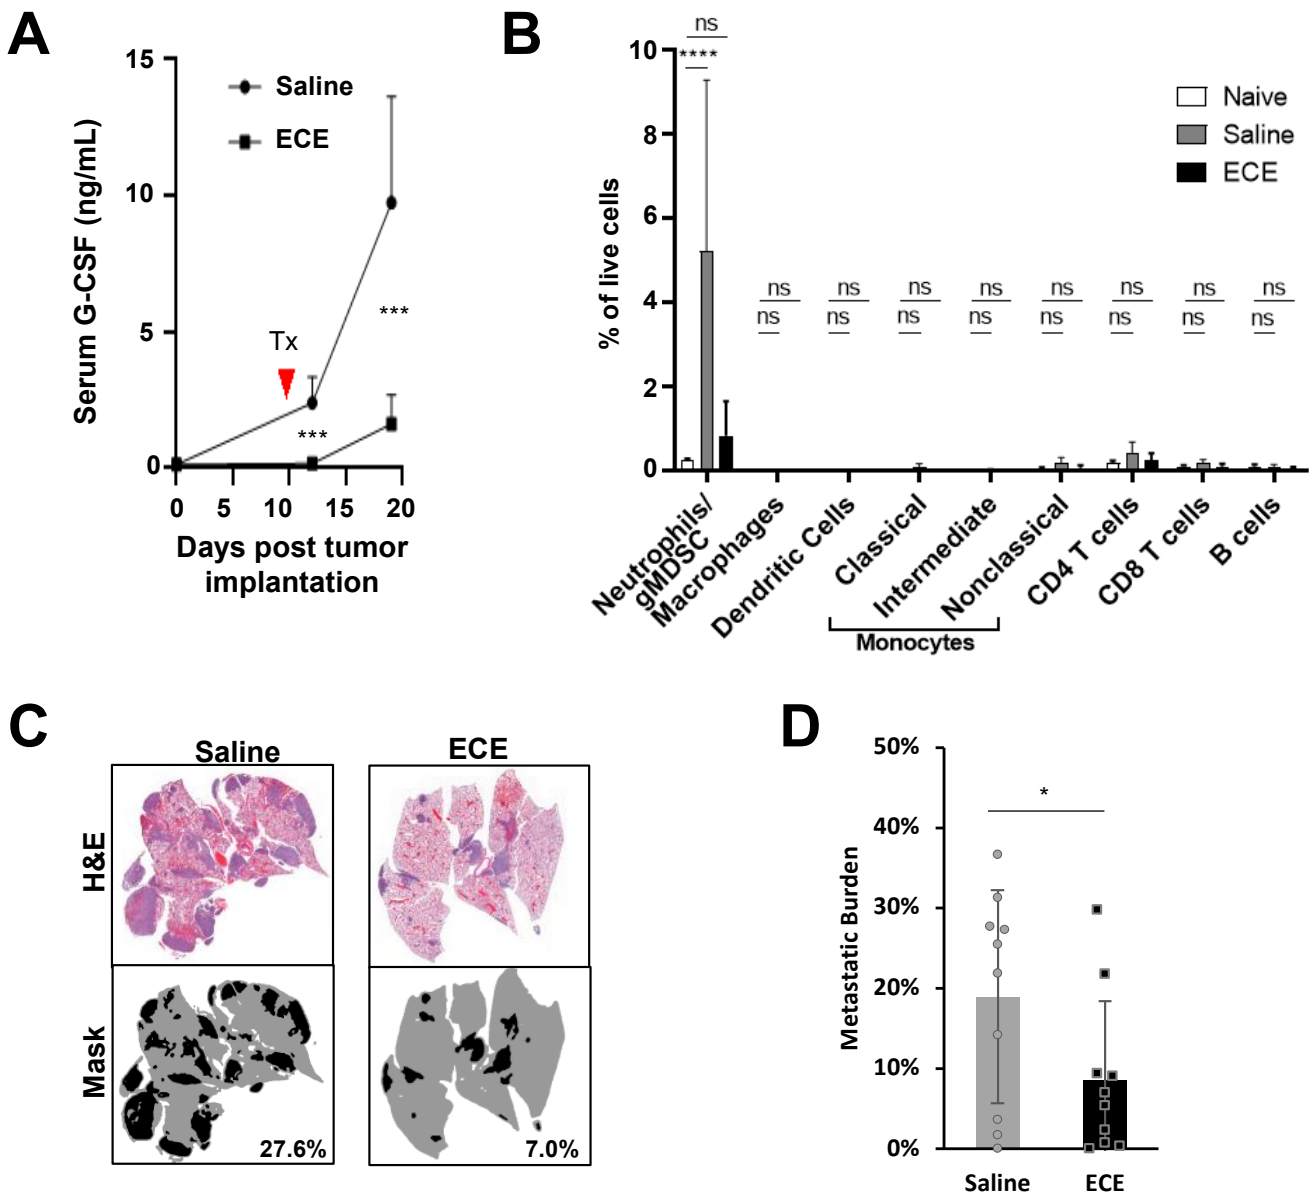 A
15
10
5
0
Serum G-CSF (ng/mL)
Saline
ECE
Tx
***
***
0 5 10 15 20
Days post tumor
implantation
B
10
8
6
4
2
0
% of live cells
ns
****
Naive
Saline
ECE
ns ns ns ns ns ns ns ns
ns ns ns ns ns ns ns ns
Neutrophils/
gMDSC
Macrophages
Dendritic Cells
Classical
Intermediate
Nonclassical
CD4 T cells
CD8 T cells
B cells
Monocytes
C
Saline
ECE
H&E
Mask
27.6%
7.0%
D
50%
40%
30%
20%
10%
0%
Metastatic Burden
*
Saline
ECE